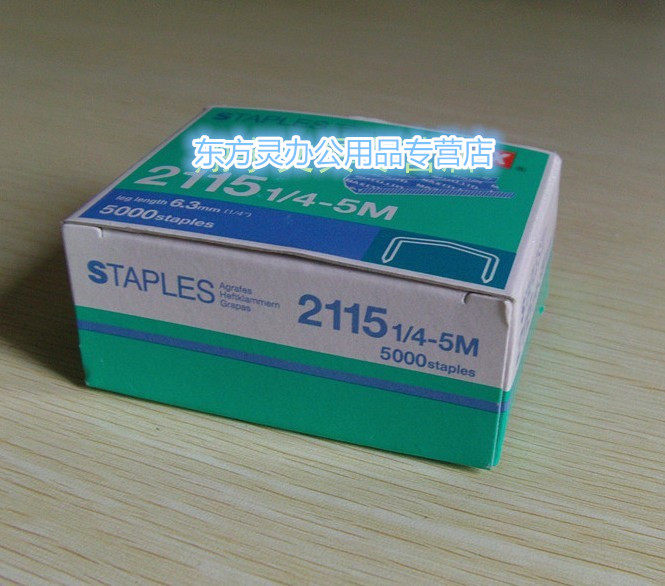 STAPLES
东方灵办公用品专营店
2115 1/4-5M
leg length 6.3mm (1/4")
5000staples
STAPLES
Agrafes
Heftklammern
Grapas
2115 1/4-5M
5000staples